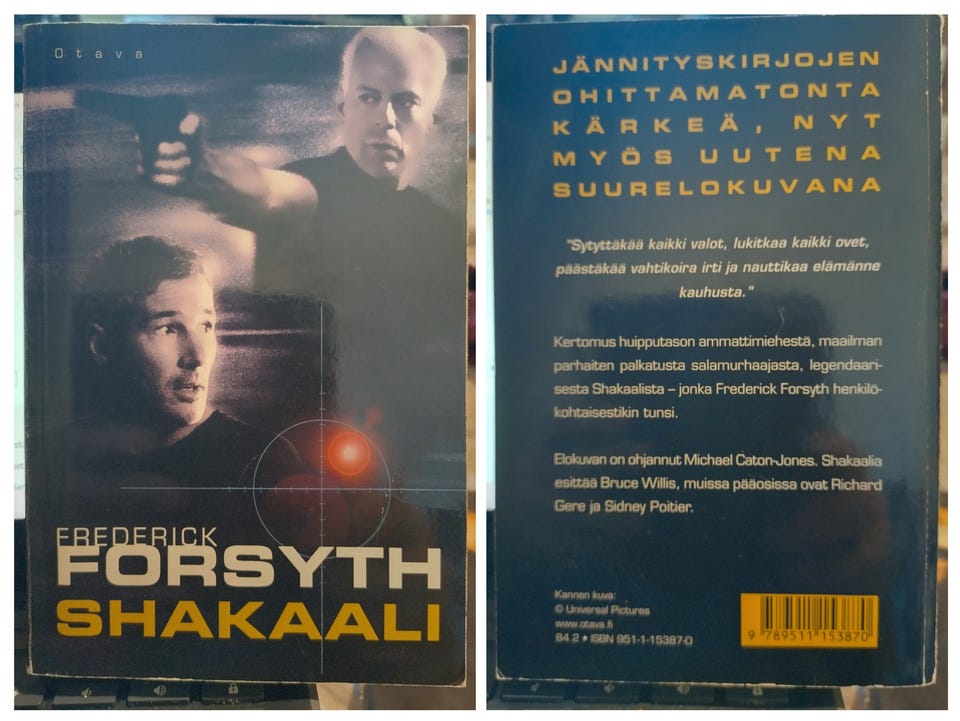 Otava
FREDERICK
FORSYTH
SHAKAALI
JÄNNITYSKIRJOJEN
OHITTAMATONTA
KÄRKEÄ, NYT
MYÖS UUTENA
SUURELOKUVANA
"Sytyttäkää kaikki valot, lukitkaa kaikki ovet,
päästäkää vahtikoira irti ja nauttikaa elämänne
kauhusta."
Kertomus huipputason ammattimiehestä, maailman
parhaiten palkatusta salamurhaajasta, legendaari-
sesta Shakaalista – jonka Frederick Forsyth henkilö-
kohtaisestikin tunsi.
Elokuvan on ohjannut Michael Caton-Jones. Shakaalia
esittää Bruce Willis, muissa pääosissa ovat Richard
Gere ja Sidney Poitier.
Kannen kuva:
© Universal Pictures
www.otava.fi
84.2 • ISBN 951-1-15387-0
9 789511 153870